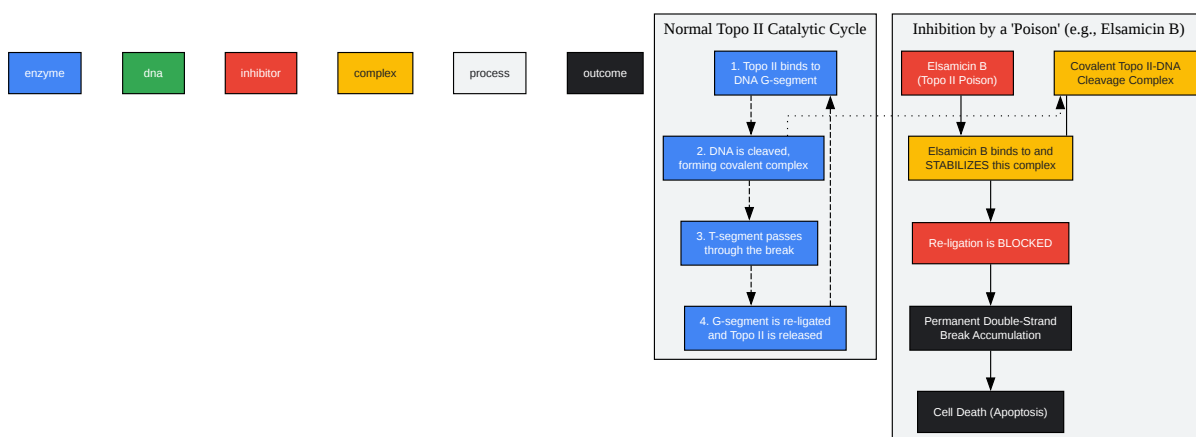 enzyme
dna
inhibitor
complex
process
outcome
Normal Topo II Catalytic Cycle
1. Topo II binds to
DNA G-segment
2. DNA is cleaved,
forming covalent complex
3. T-segment passes
through the break
4. G-segment is re-ligated
and Topo II is released
Inhibition by a 'Poison' (e.g., Elsamicin B)
Elsamicin B
(Topo II Poison)
Covalent Topo II-DNA
Cleavage Complex
Elsamicin B binds to and
STABILIZES this complex
Re-ligation is BLOCKED
Permanent Double-Strand
Break Accumulation
Cell Death (Apoptosis)